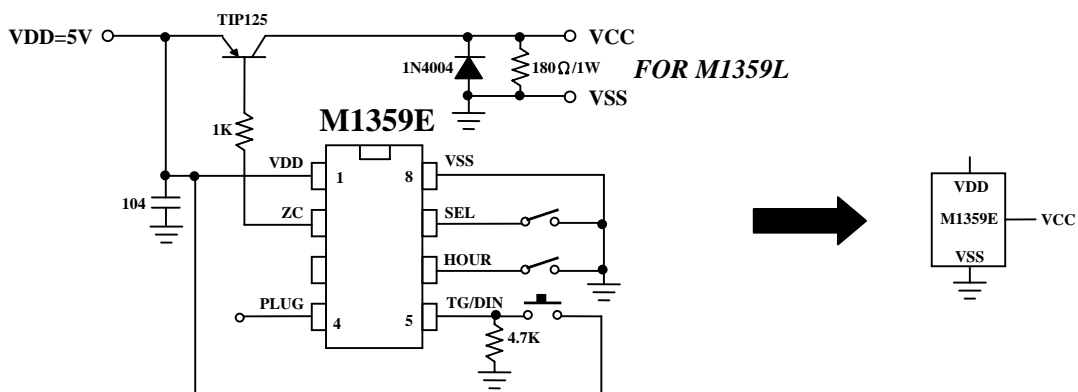 TIP125
VDD=5V
VCC
1N4004
180Ω/1W
FOR M1359L
VSS
1K
M1359E
VDD
1
8
VSS
104
ZC
SEL
HOUR
PLUG
4
5
TG/DIN
4.7K
VDD
M1359E
VCC
VSS